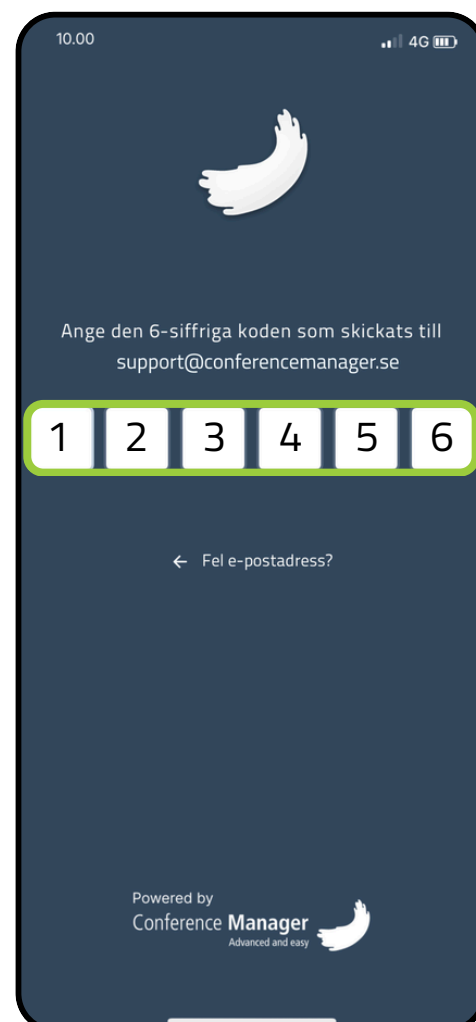 10.00 4G
Ange den 6-siffriga koden som skickats till
support@conferencemanager.se
1 2 3 4 5 6
← Fel e-postadress?
Powered by
Conference Manager
Advanced and easy